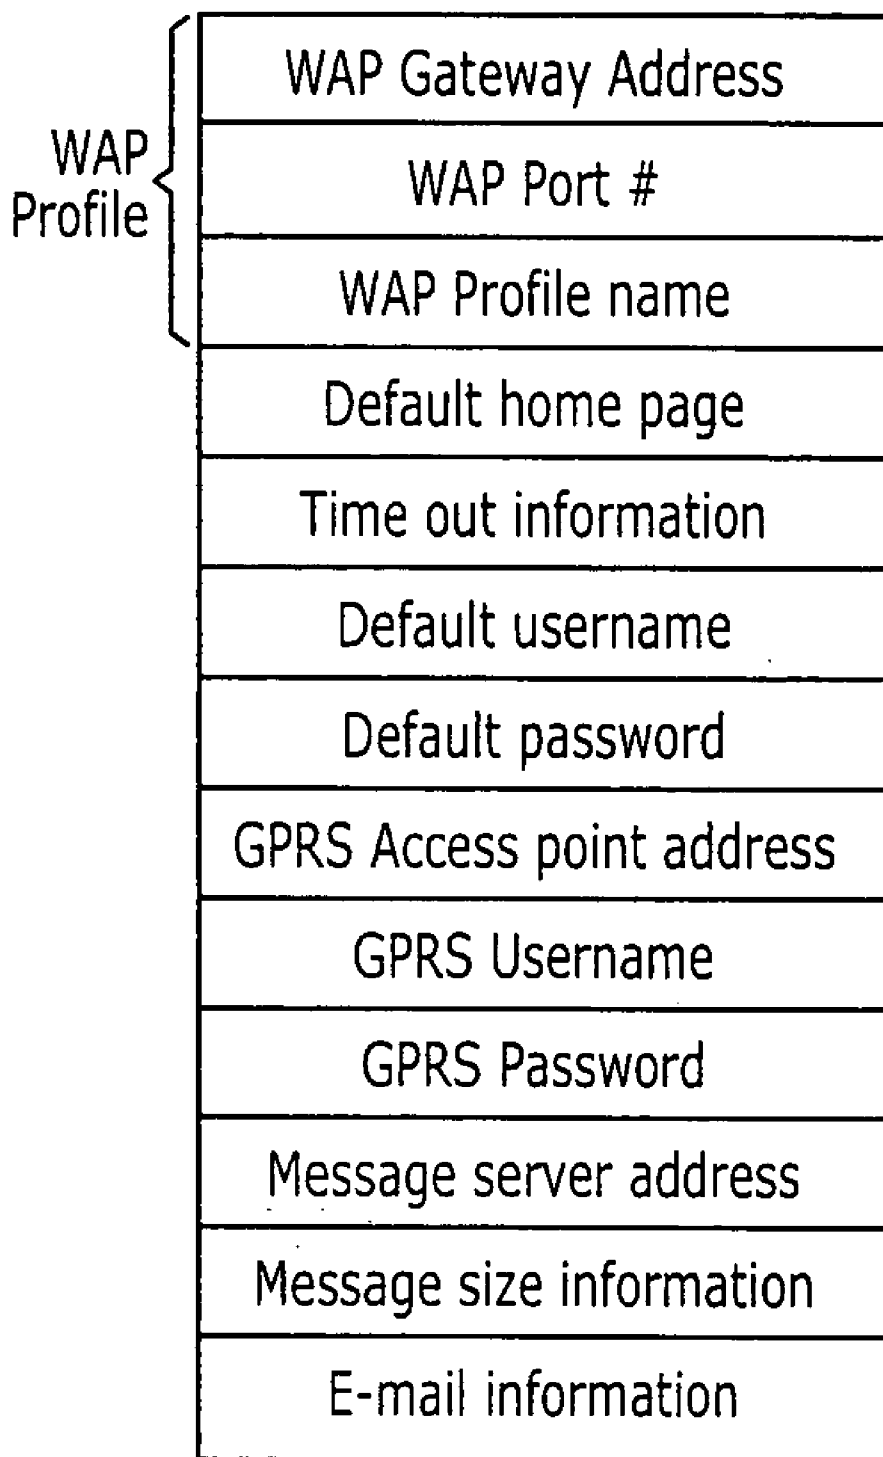 WAP
Profile
WAP Gateway Address
WAP Port #
WAP Profile name
Default home page
Time out information
Default username
Default password
GPRS Access point address
GPRS Username
GPRS Password
Message server address
Message size information
E-mail information